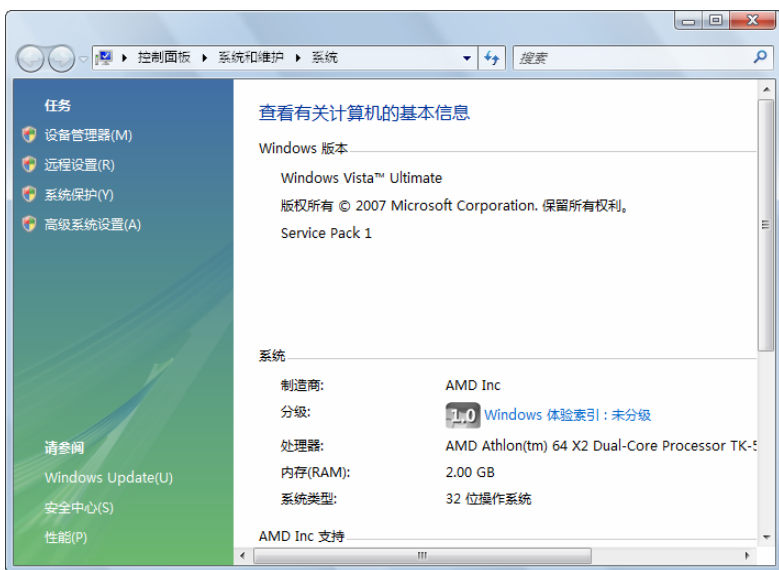 控制面板 ▸ 系统和维护 ▸ 系统
搜索
任务
设备管理器(M)
远程设置(R)
系统保护(Y)
高级系统设置(A)
请参阅
Windows Update(U)
安全中心(S)
性能(P)
查看有关计算机的基本信息
Windows 版本
Windows Vista™ Ultimate
版权所有 © 2007 Microsoft Corporation. 保留所有权利。
Service Pack 1
系统
制造商: AMD Inc
分级: 1.0 Windows 体验索引 : 未分级
处理器: AMD Athlon(tm) 64 X2 Dual-Core Processor TK-5
内存(RAM): 2.00 GB
系统类型: 32 位操作系统
AMD Inc 支持